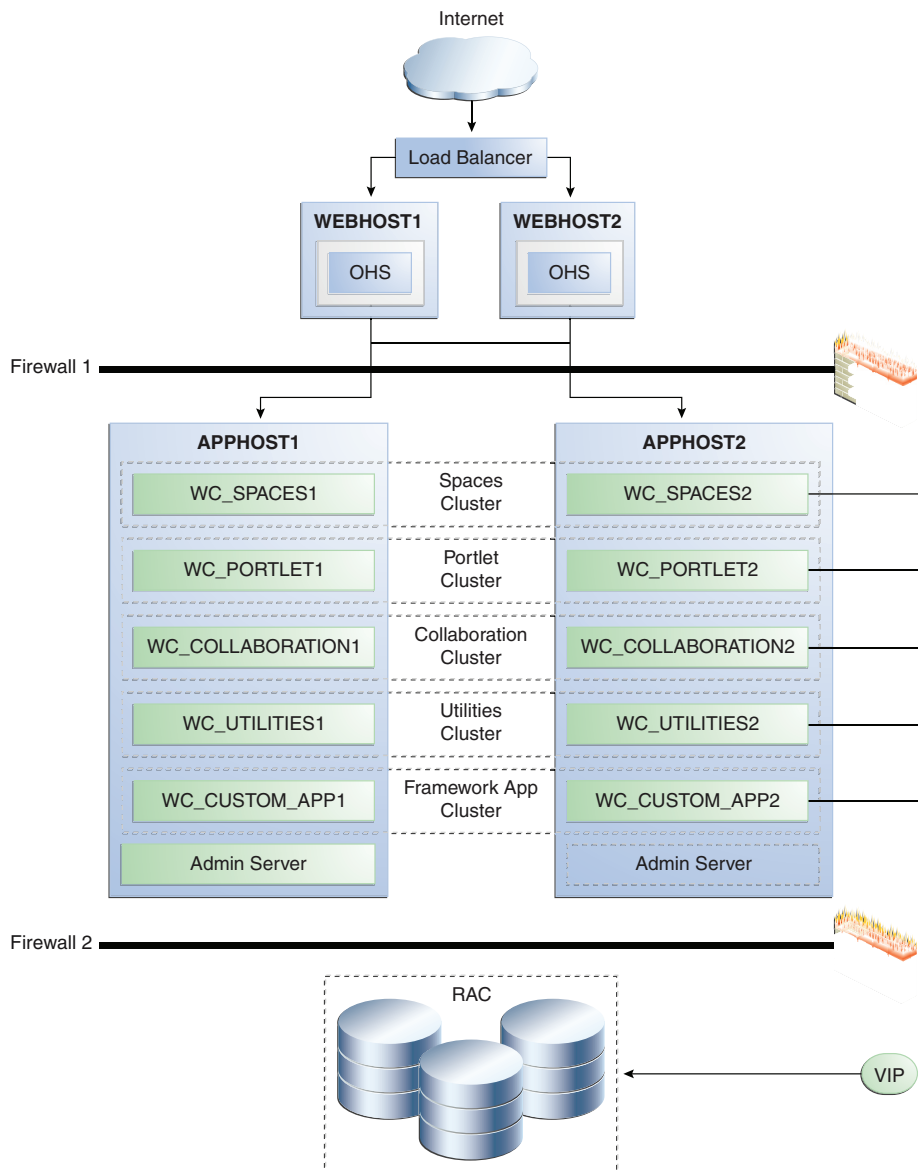 Internet
Load Balancer
WEBHOST1
WEBHOST2
OHS
OHS
Firewall 1
APPHOST1
APPHOST2
WC_SPACES1
Spaces
Cluster
WC_SPACES2
WC_PORTLET1
Portlet
Cluster
WC_PORTLET2
WC_COLLABORATION1
Collaboration
Cluster
WC_COLLABORATION2
WC_UTILITIES1
Utilities
Cluster
WC_UTILITIES2
WC_CUSTOM_APP1
Framework App
Cluster
WC_CUSTOM_APP2
Admin Server
Admin Server
Firewall 2
RAC
VIP